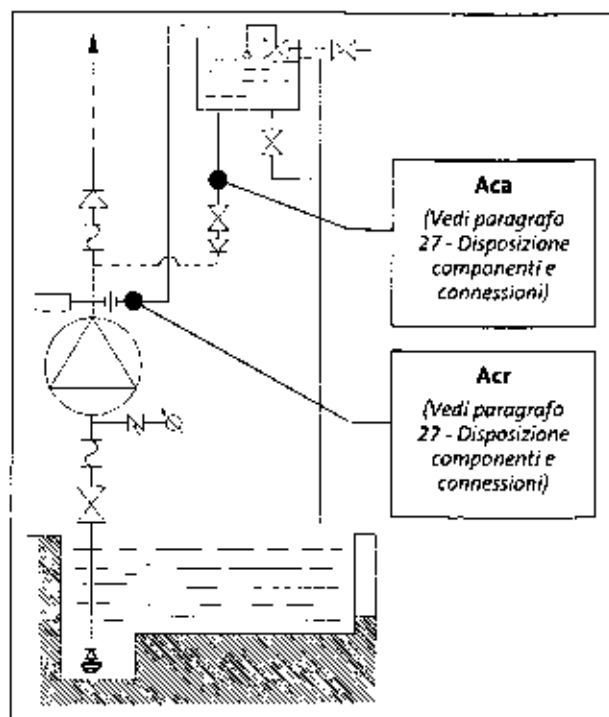 Aca
(Vedi paragrafo
27 - Disposizione
componenti e
connessioni)
Acr
(Vedi paragrafo
27 - Disposizione
componenti e
connessioni)